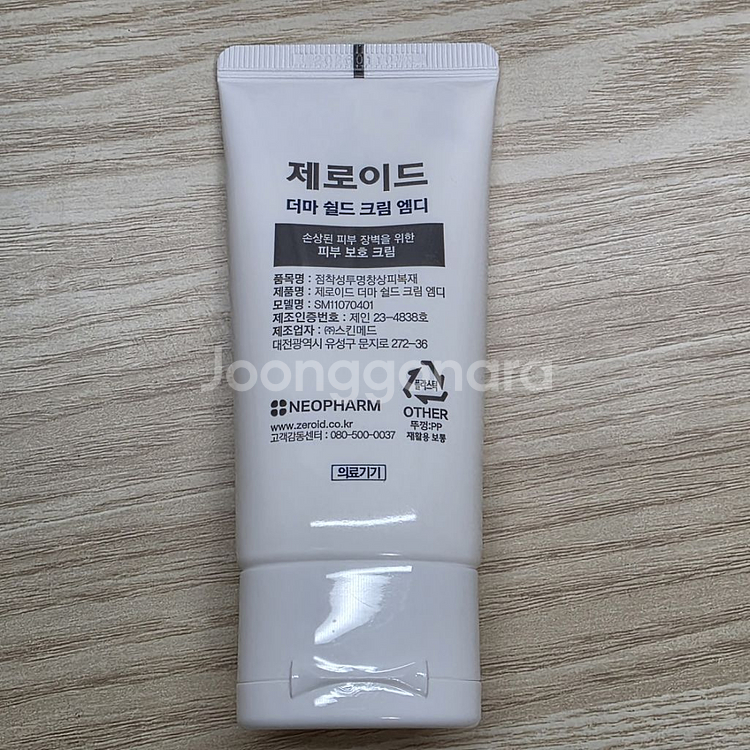 제로이드
더마 쉴드 크림 엠디
손상된 피부 장벽을 위한
피부 보호 크림
품목명 : 점착성투명창상피복재
제품명 : 제로이드 더마 쉴드 크림 엠디
모델명 : SM11070401
제조인증번호 : 제인 23-4838호
제조업자 : ㈜스킨메드
대전광역시 유성구 문지로 272-36
Joonggonara
플라스틱
OTHER
뚜껑:PP
재활용 보통
NEOPHARM
www.zeroid.co.kr
고객감동센터 : 080-500-0037
의료기기